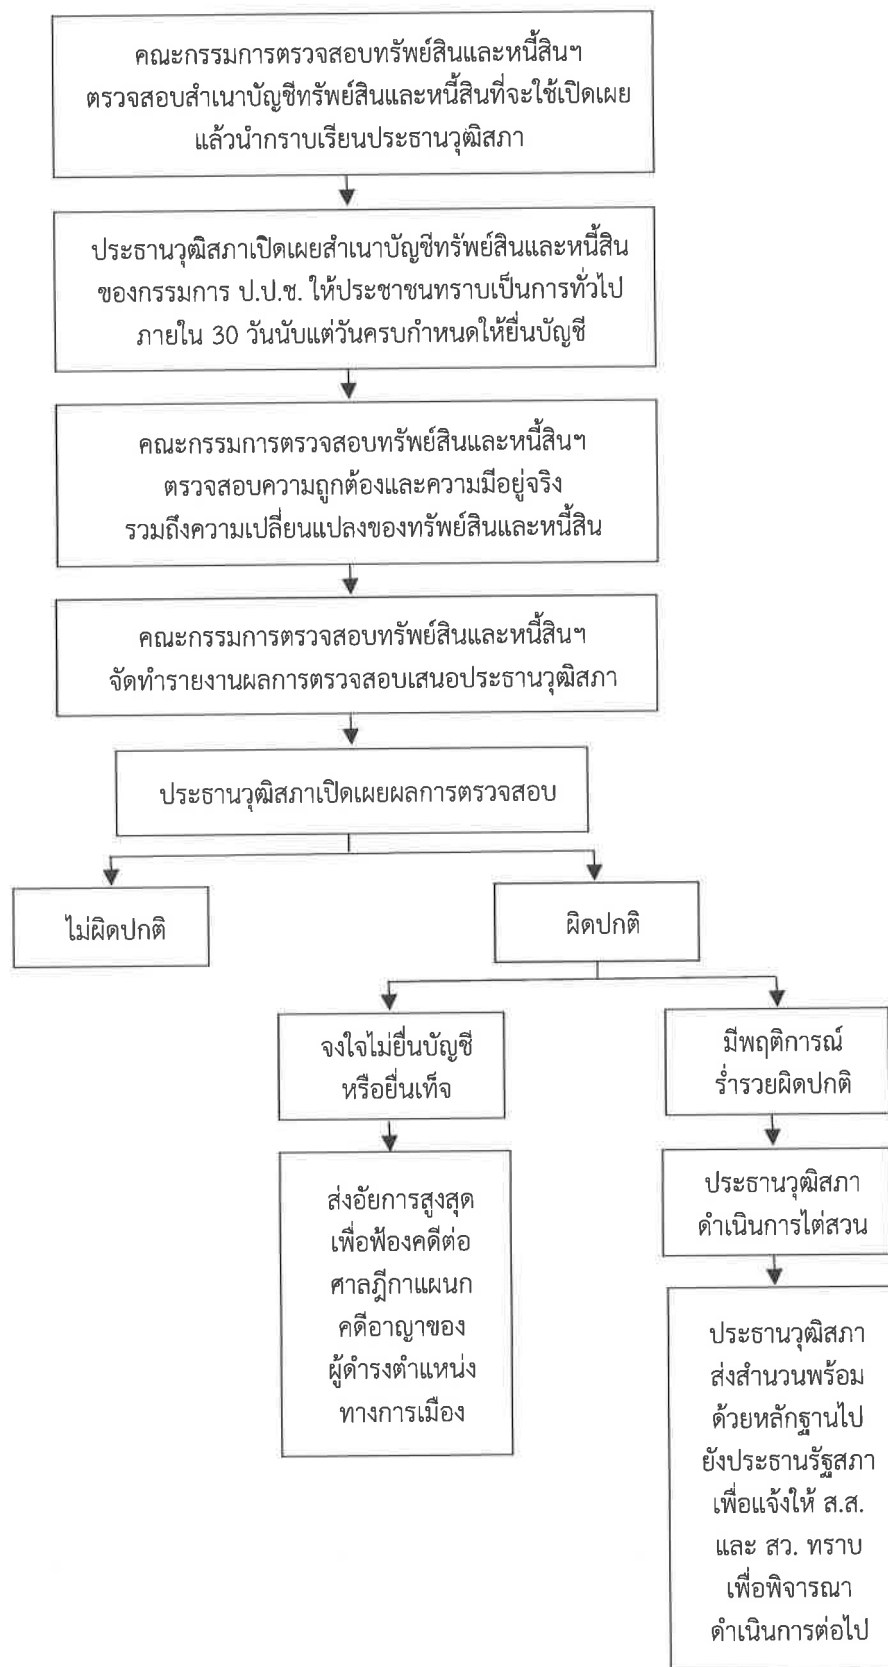 คณะกรรมการตรวจสอบทรัพย์สินและหนี้สินฯ
ตรวจสอบสำเนาบัญชีทรัพย์สินและหนี้สินที่จะใช้เปิดเผย
แล้วนำกราบเรียนประธานวุฒิสภา
ประธานวุฒิสภาเปิดเผยสำเนาบัญชีทรัพย์สินและหนี้สิน
ของกรรมการ ป.ป.ช. ให้ประชาชนทราบเป็นการทั่วไป
ภายใน 30 วันนับแต่วันครบกำหนดให้ยื่นบัญชี
คณะกรรมการตรวจสอบทรัพย์สินและหนี้สินฯ
ตรวจสอบความถูกต้องและความมีอยู่จริง
รวมถึงความเปลี่ยนแปลงของทรัพย์สินและหนี้สิน
คณะกรรมการตรวจสอบทรัพย์สินและหนี้สินฯ
จัดทำรายงานผลการตรวจสอบเสนอประธานวุฒิสภา
ประธานวุฒิสภาเปิดเผยผลการตรวจสอบ
ไม่ผิดปกติ
ผิดปกติ
จงใจไม่ยื่นบัญชี
หรือยื่นเท็จ
ส่งอัยการสูงสุด
เพื่อฟ้องคดีต่อ
ศาลฎีกาแผนก
คดีอาญาของ
ผู้ดำรงตำแหน่ง
ทางการเมือง
มีพฤติการณ์
ร่ำรวยผิดปกติ
ประธานวุฒิสภา
ดำเนินการไต่สวน
ประธานวุฒิสภา
ส่งสำนวนพร้อม
ด้วยหลักฐานไป
ยังประธานรัฐสภา
เพื่อแจ้งให้ ส.ส.
และ สว. ทราบ
เพื่อพิจารณา
ดำเนินการต่อไป